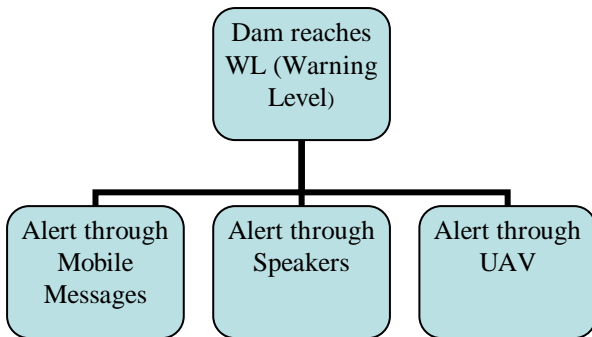 Dam reaches
WL (Warning
Level)
Alert through
Mobile
Messages
Alert through
Speakers
Alert through
UAV